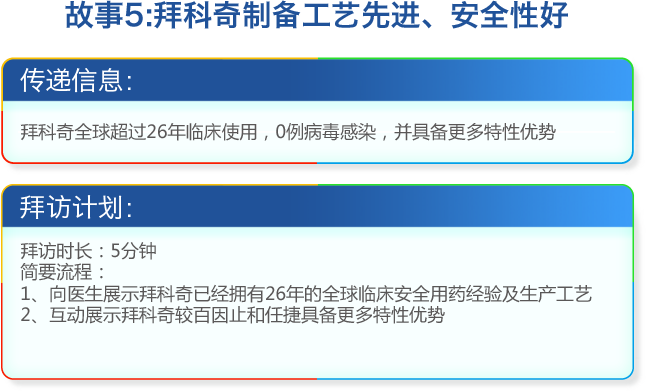 故事5:拜科奇制备工艺先进、安全性好
传递信息：
拜科奇全球超过26年临床使用，0例病毒感染，并具备更多特性优势
拜访计划：
拜访时长：5分钟
简要流程：
1、向医生展示拜科奇已经拥有26年的全球临床安全用药经验及生产工艺
2、互动展示拜科奇较百因止和任捷具备更多特性优势